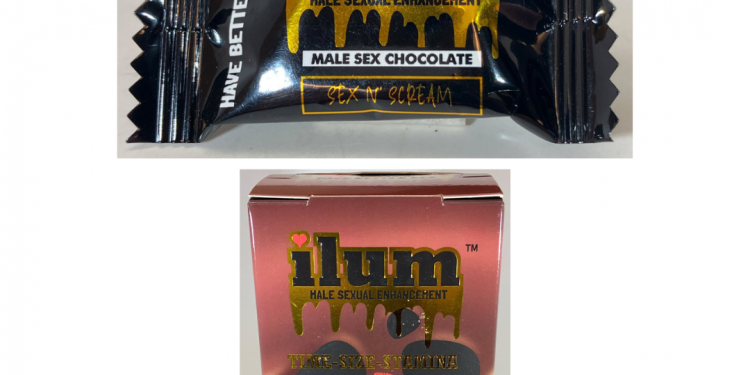 HAVE BETTE
MALE SEXUAL ENHANCEMENT
MALE SEX CHOCOLATE
SEX N' SCREAM
ilum ™
MALE SEXUAL ENHANCEMENT
TIME-SIZE-STAMINA